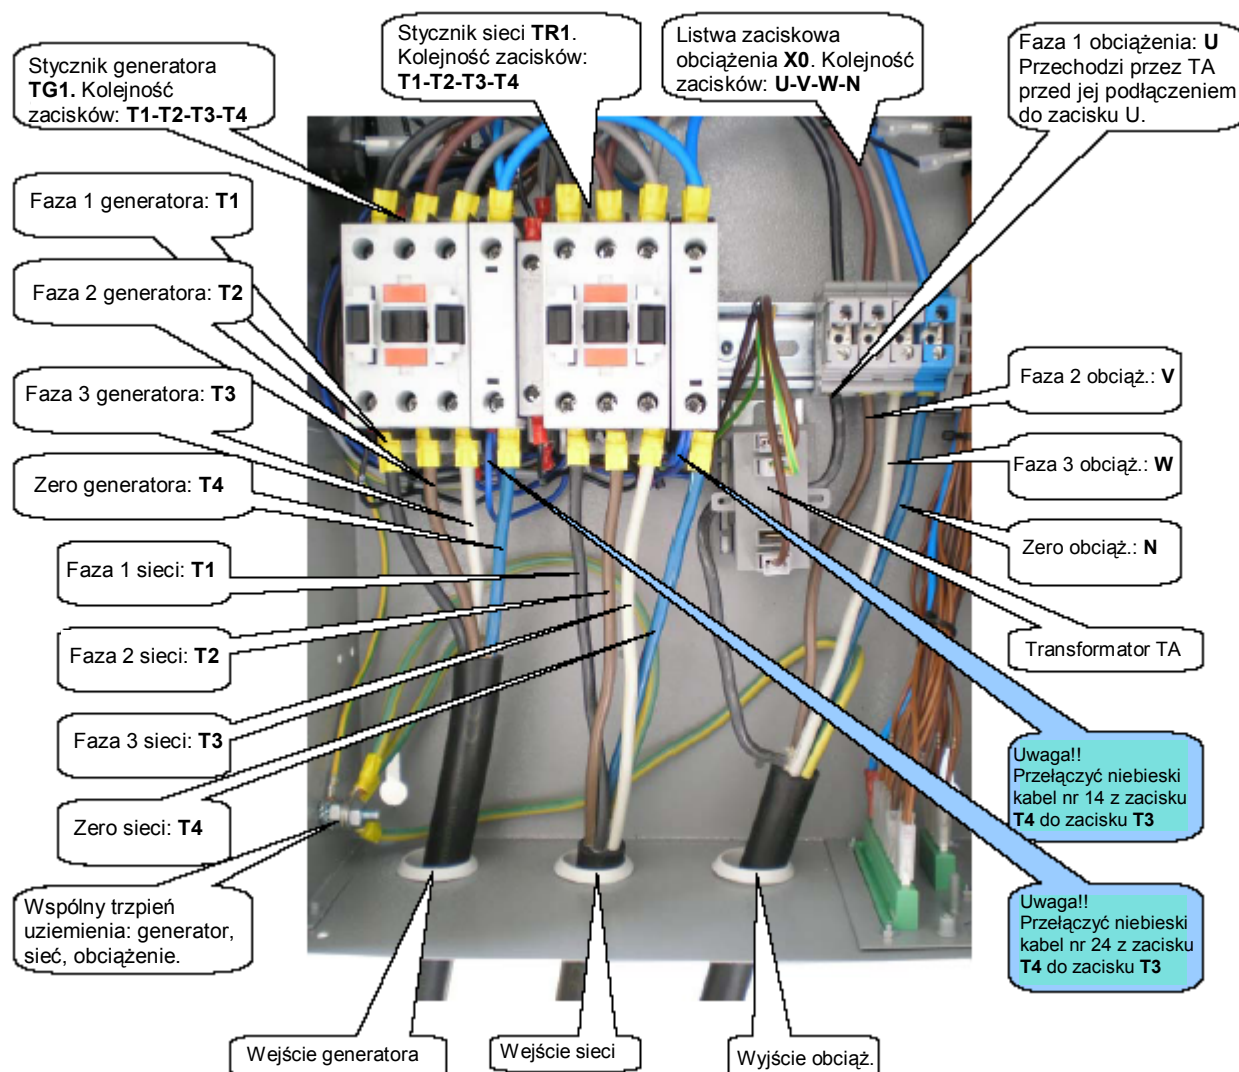 Stycznik generatora
TG1. Kolejność
zacisków: T1-T2-T3-T4
Stycznik sieci TR1.
Kolejność zacisków:
T1-T2-T3-T4
Listwa zaciskowa
obciążenia X0. Kolejność
zacisków: U-V-W-N
Faza 1 obciążenia: U
Przechodzi przez TA
przed jej podłączeniem
do zacisku U.
Faza 1 generatora: T1
Faza 2 generatora: T2
Faza 3 generatora: T3
Zero generatora: T4
Faza 1 sieci: T1
Faza 2 sieci: T2
Faza 3 sieci: T3
Zero sieci: T4
Wspólny trzpień
uziemienia: generator,
sieć, obciążenie.
Faza 2 obciąż.: V
Faza 3 obciąż.: W
Zero obciąż.: N
Transformator TA
Uwaga!!
Przełączyć niebieski
kabel nr 14 z zacisku
T4 do zacisku T3
Uwaga!!
Przełączyć niebieski
kabel nr 24 z zacisku
T4 do zacisku T3
Wejście generatora
Wejście sieci
Wyjście obciąż.